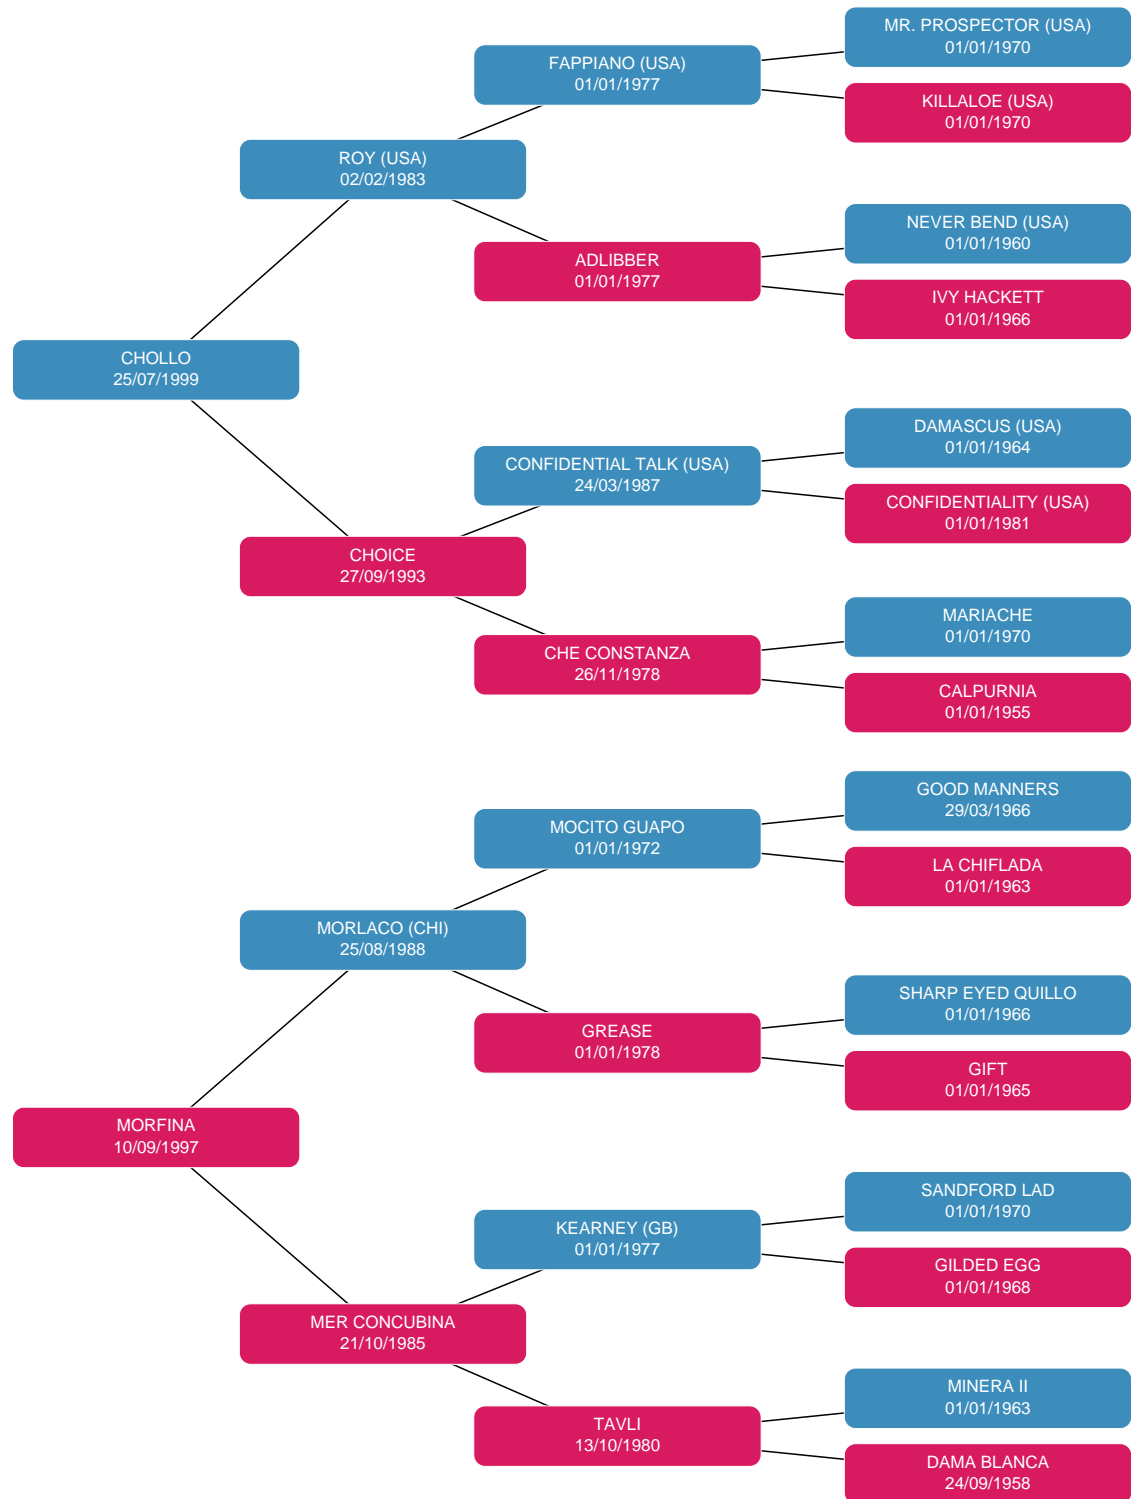 MR. PROSPECTOR (USA)
01/01/1970
FAPPIANO (USA)
01/01/1977
KILLALOE (USA)
01/01/1970
ROY (USA)
02/02/1983
NEVER BEND (USA)
01/01/1960
ADLIBBER
01/01/1977
IVY HACKETT
01/01/1966
CHOLLO
25/07/1999
DAMASCUS (USA)
01/01/1964
CONFIDENTIAL TALK (USA)
24/03/1987
CONFIDENTIALITY (USA)
01/01/1981
CHOICE
27/09/1993
MARIACHE
01/01/1970
CHE CONSTANZA
26/11/1978
CALPURNIA
01/01/1955
GOOD MANNERS
29/03/1966
MOCITO GUAPO
01/01/1972
LA CHIFLADA
01/01/1963
MORLACO (CHI)
25/08/1988
SHARP EYED QUILLO
01/01/1966
GREASE
01/01/1978
GIFT
01/01/1965
MORFINA
10/09/1997
SANDFORD LAD
01/01/1970
KEARNEY (GB)
01/01/1977
GILDED EGG
01/01/1968
MER CONCUBINA
21/10/1985
MINERA II
01/01/1963
TAVLI
13/10/1980
DAMA BLANCA
24/09/1958